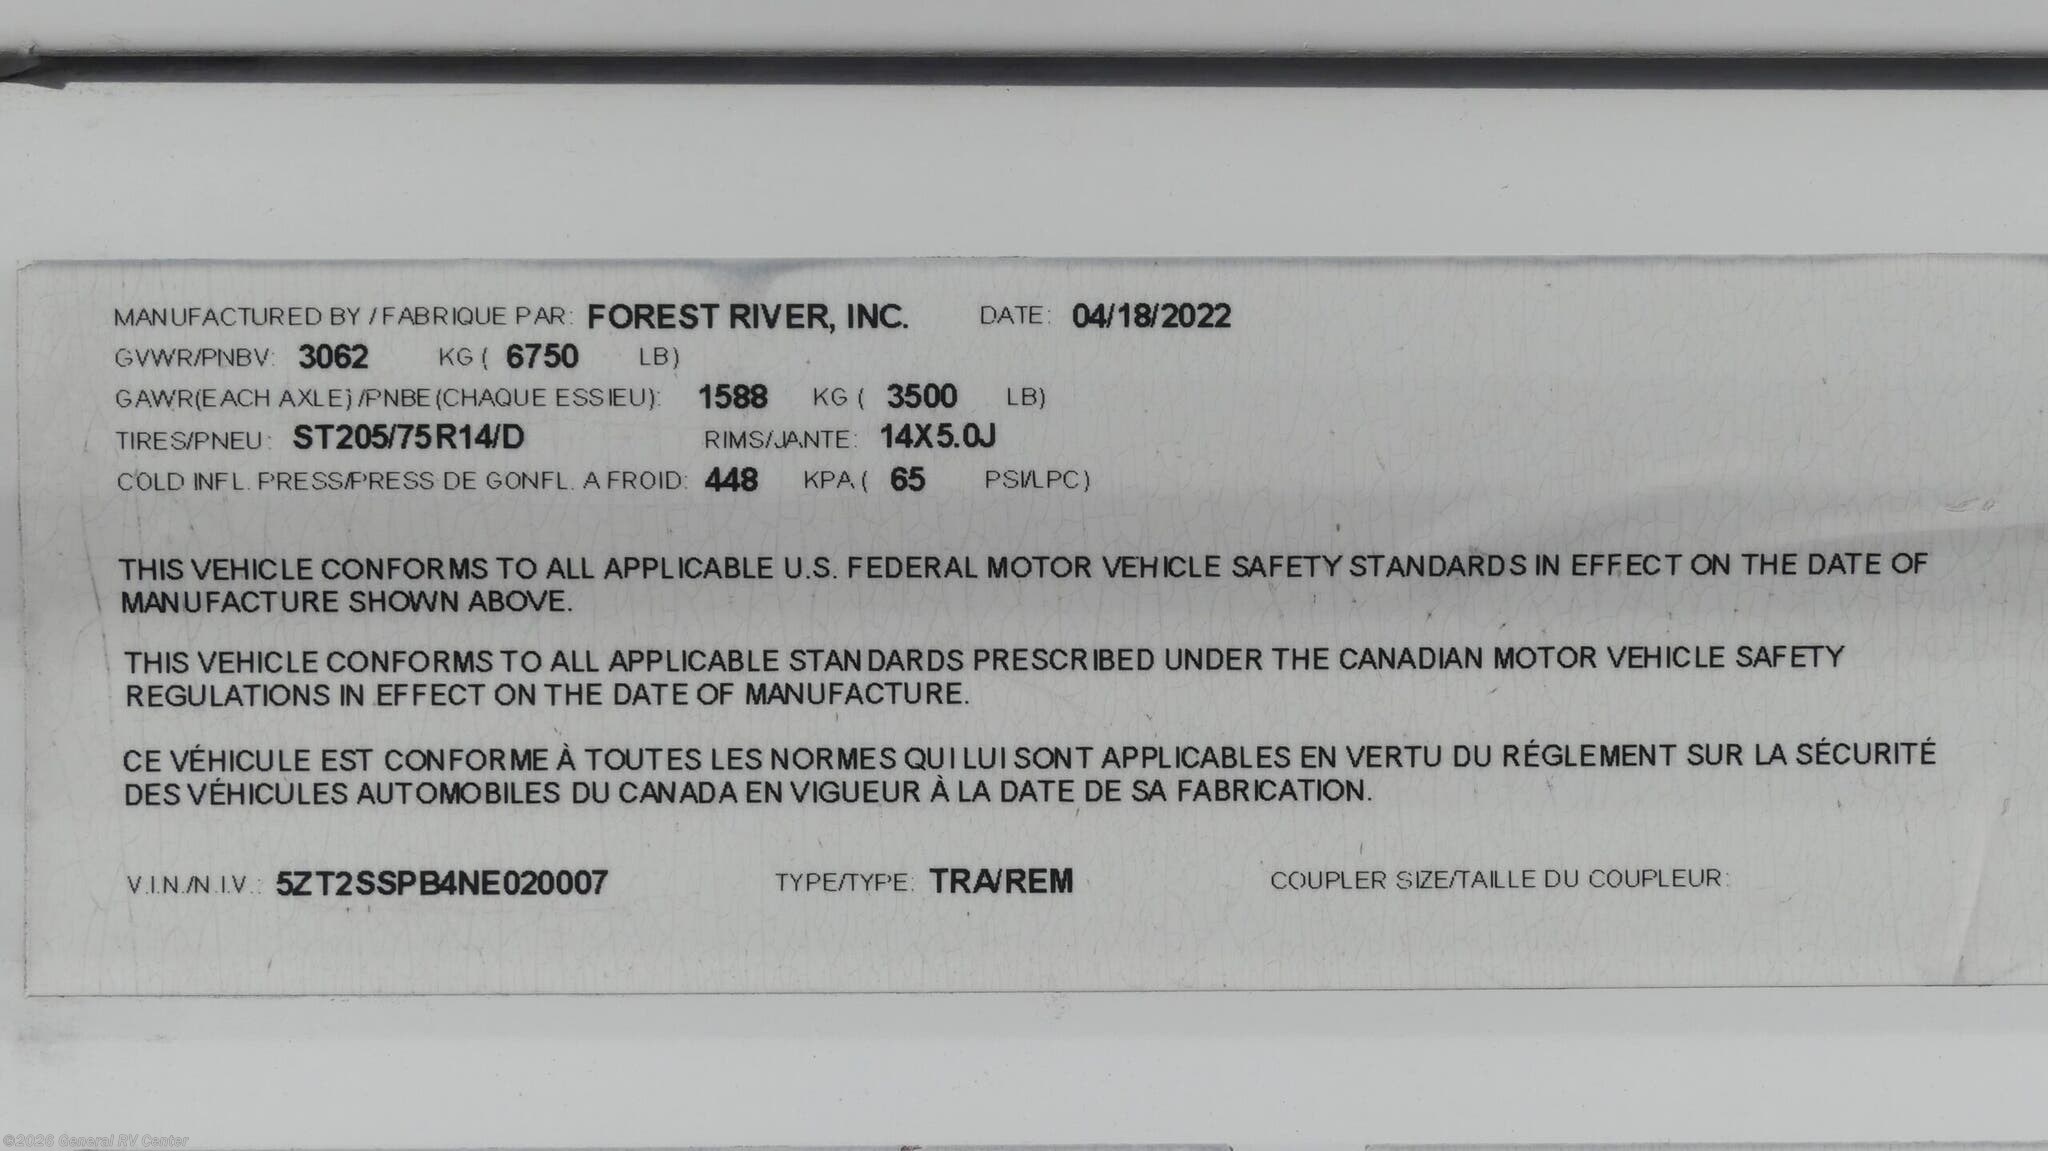 MANUFACTURED BY / FABRIQUE PAR: FOREST RIVER, INC. DATE: 04/18/2022
GVWR/PNBV: 3062 KG ( 6750 LB)
GAWR(EACH AXLE)/PNBE(CHAQUE ESSIEU): 1588 KG ( 3500 LB)
TIRES/PNEU: ST205/75R14/D RIMS/JANTE: 14X5.0J
COLD INFL. PRESS/PRESS DE GONFL. A FROID: 448 KPA ( 65 PSI/LPC)
THIS VEHICLE CONFORMS TO ALL APPLICABLE U.S. FEDERAL MOTOR VEHICLE SAFETY STANDARDS IN EFFECT ON THE DATE OF
MANUFACTURE SHOWN ABOVE.
THIS VEHICLE CONFORMS TO ALL APPLICABLE STANDARDS PRESCRIBED UNDER THE CANADIAN MOTOR VEHICLE SAFETY
REGULATIONS IN EFFECT ON THE DATE OF MANUFACTURE.
CE VÉHICULE EST CONFORME À TOUTES LES NORMES QUI LUI SONT APPLICABLES EN VERTU DU RÉGLEMENT SUR LA SÉCURITÉ
DES VÉHICULES AUTOMOBILES DU CANADA EN VIGUEUR À LA DATE DE SA FABRICATION.
V.I.N./N.I.V.: 5ZT2SSPB4NE020007 TYPE/TYPE: TRA/REM COUPLER SIZE/TAILLE DU COUPLEUR:
©2026 General RV Center